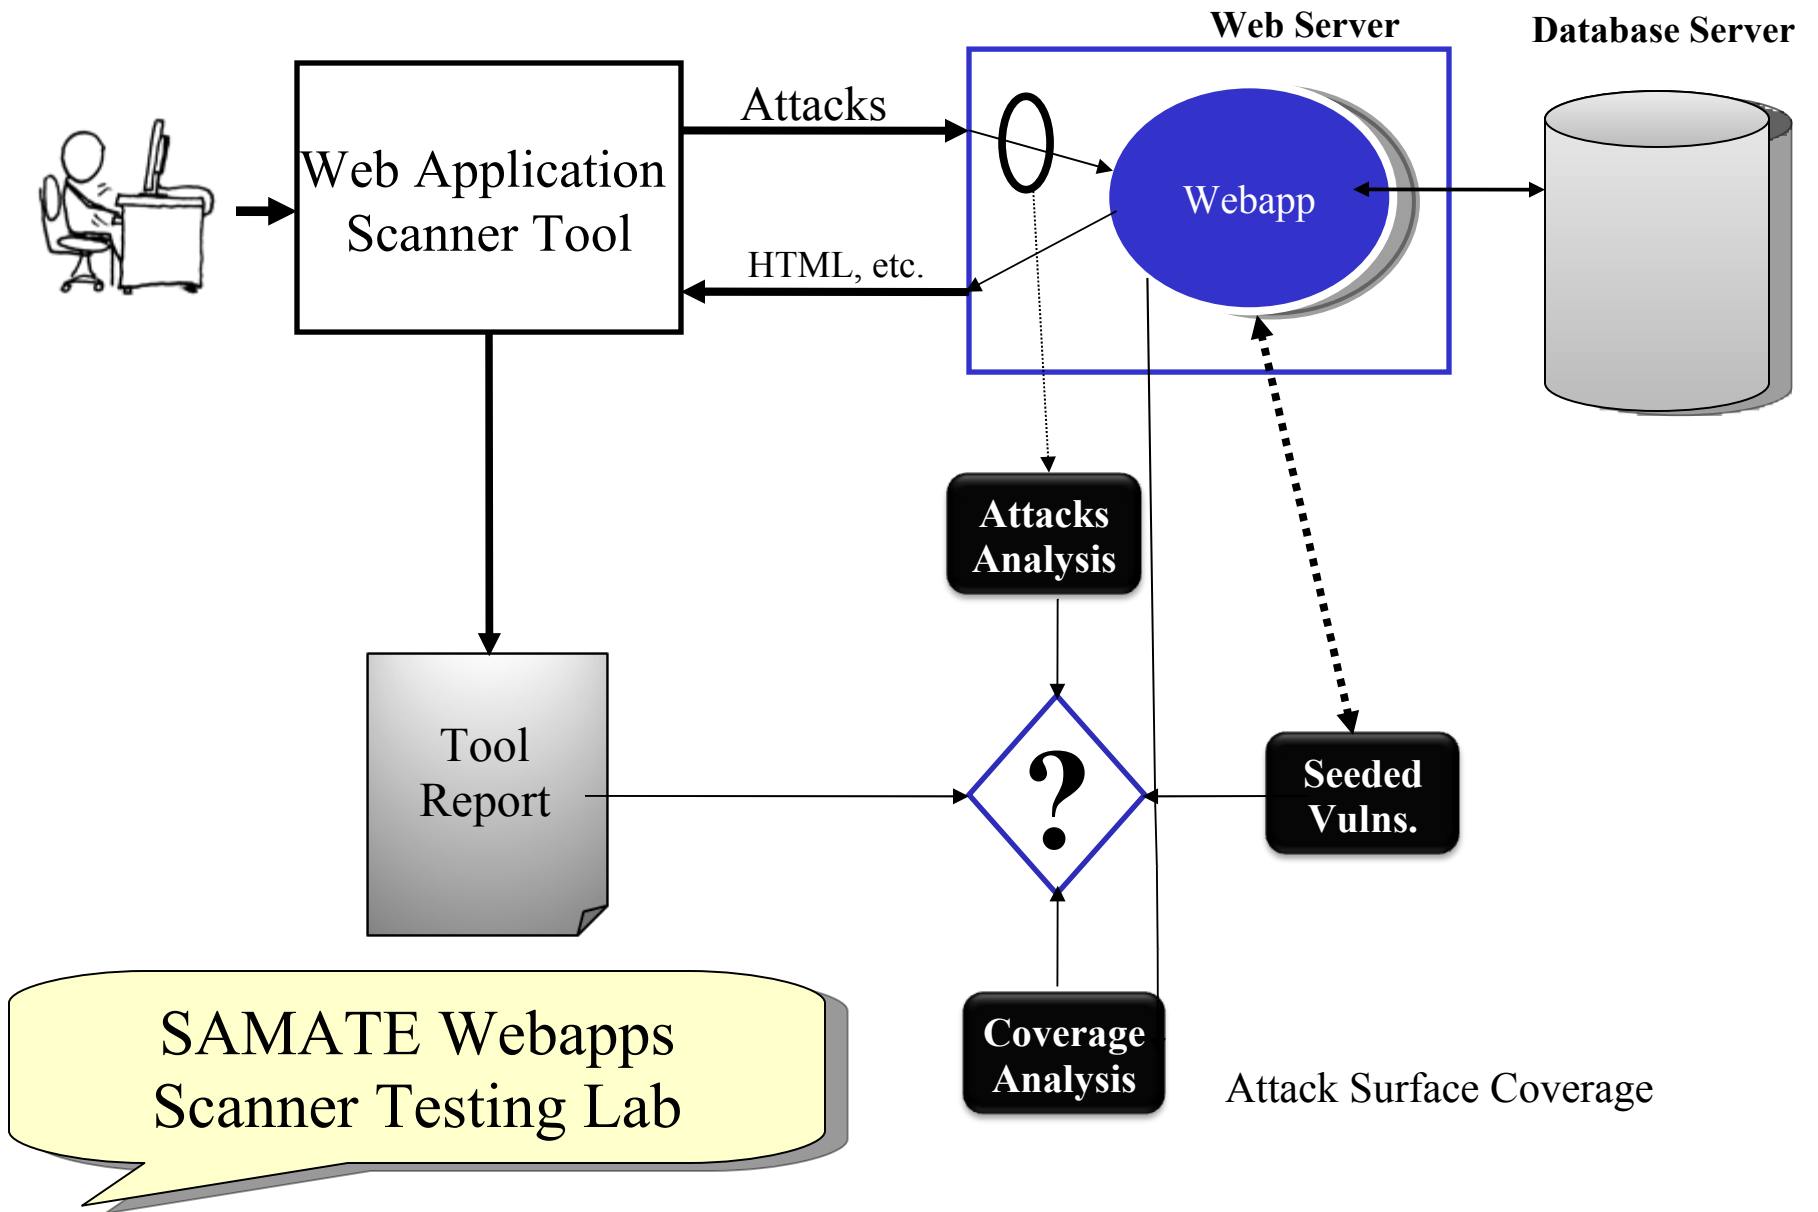 Web Server
Database Server
Attacks
Web Application
Scanner Tool
Webapp
HTML, etc.
Attacks
Analysis
Tool
Report
?
Seeded
Vulns.
SAMATE Webapps
Scanner Testing Lab
Coverage
Analysis
Attack Surface Coverage